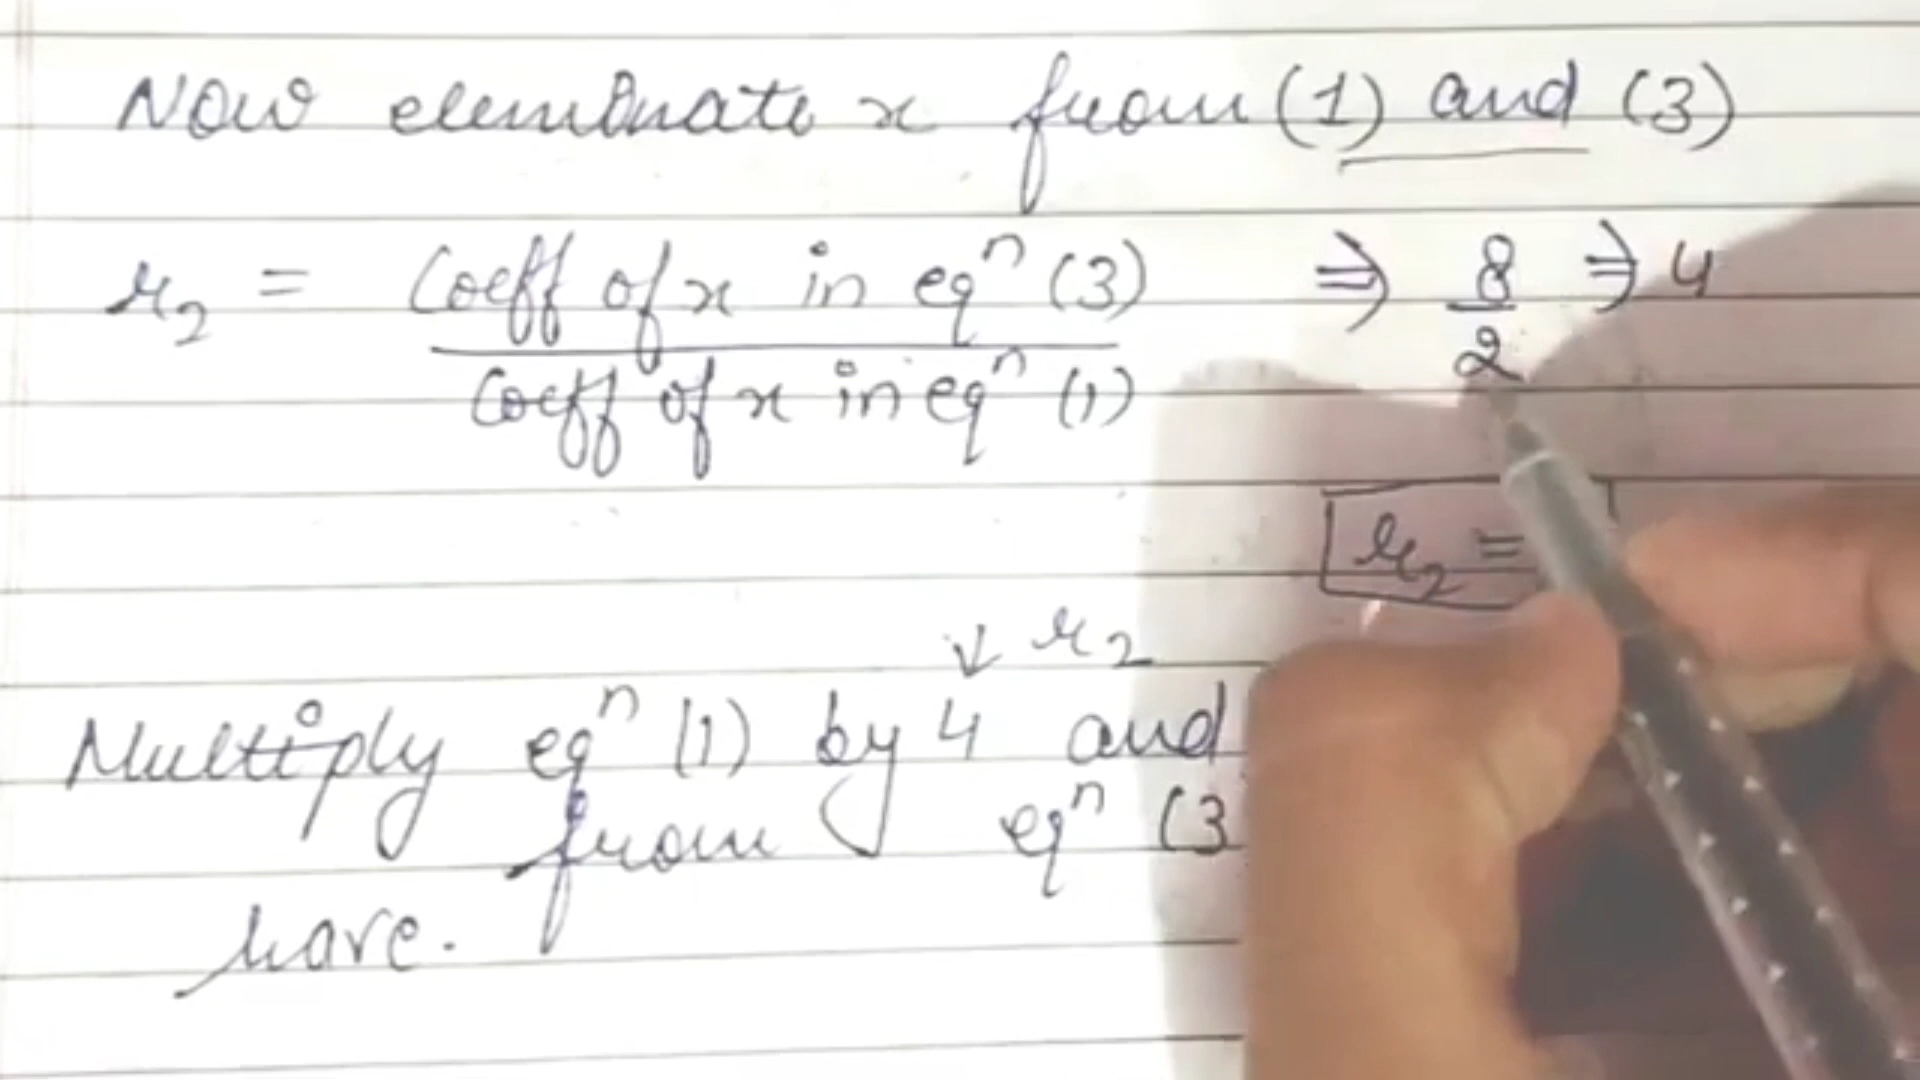 Now eleminate x from (1) and (3)
r₂ = Coeff of x in eqⁿ (3) / Coeff of x in eqⁿ (1) ⇒ 8/2 ⇒ 4
r₂ =
↓ r₂
Multiply eqⁿ (1) by 4 and
from eqⁿ (3
have.